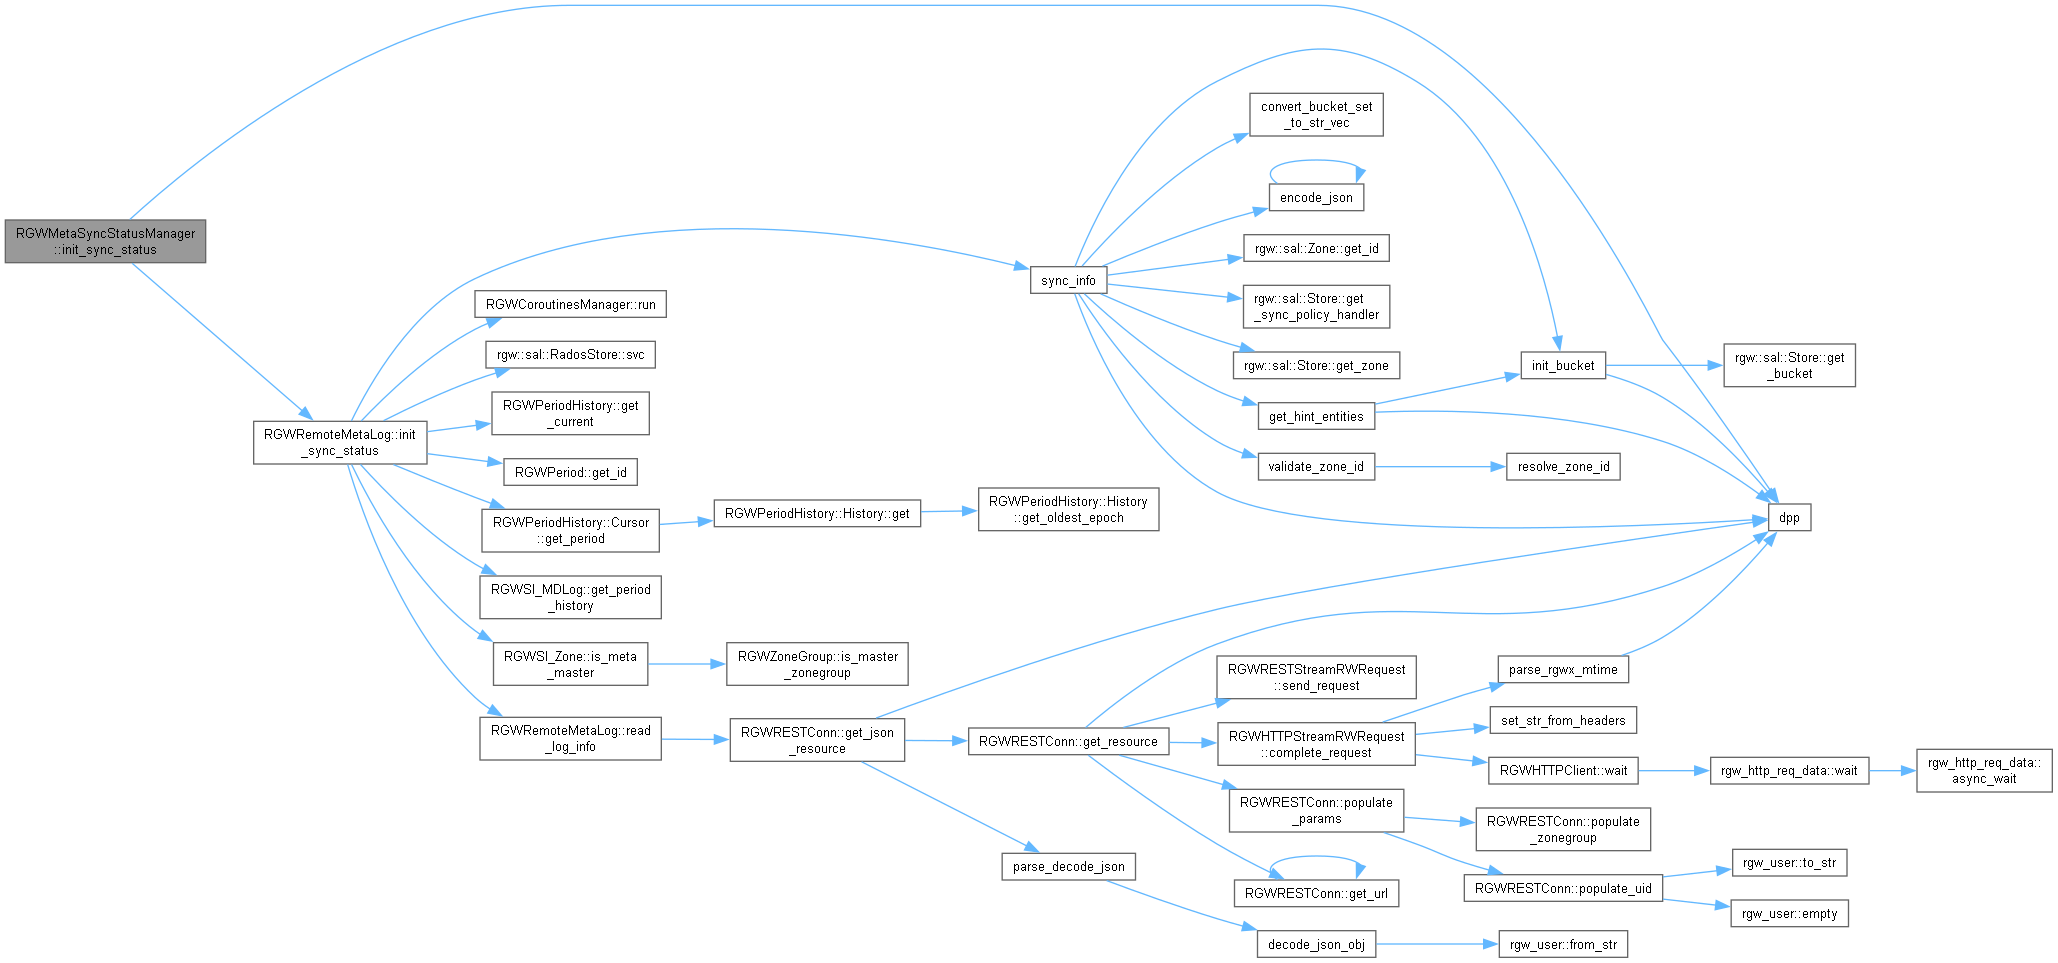 RGWMetaSyncStatusManager
::init_sync_status
RGWRemoteMetaLog::init
_sync_status
RGWCoroutinesManager::run
rgw::sal::RadosStore::svc
RGWPeriodHistory::get
_current
RGWPeriod::get_id
RGWPeriodHistory::Cursor
::get_period
RGWSI_MDLog::get_period
_history
RGWSI_Zone::is_meta
_master
RGWRemoteMetaLog::read
_log_info
RGWPeriodHistory::History::get
RGWZoneGroup::is_master
_zonegroup
RGWRESTConn::get_json
_resource
sync_info
RGWPeriodHistory::History
::get_oldest_epoch
RGWRESTConn::get_resource
parse_decode_json
convert_bucket_set
_to_str_vec
encode_json
rgw::sal::Zone::get_id
rgw::sal::Store::get
_sync_policy_handler
rgw::sal::Store::get_zone
get_hint_entities
validate_zone_id
RGWRESTStreamRWRequest
::send_request
RGWHTTPStreamRWRequest
::complete_request
RGWRESTConn::populate
_params
RGWRESTConn::get_url
decode_json_obj
init_bucket
resolve_zone_id
parse_rgwx_mtime
set_str_from_headers
RGWHTTPClient::wait
RGWRESTConn::populate
_zonegroup
RGWRESTConn::populate_uid
rgw_user::from_str
rgw::sal::Store::get
_bucket
dpp
rgw_http_req_data::wait
rgw_user::to_str
rgw_user::empty
rgw_http_req_data::
async_wait